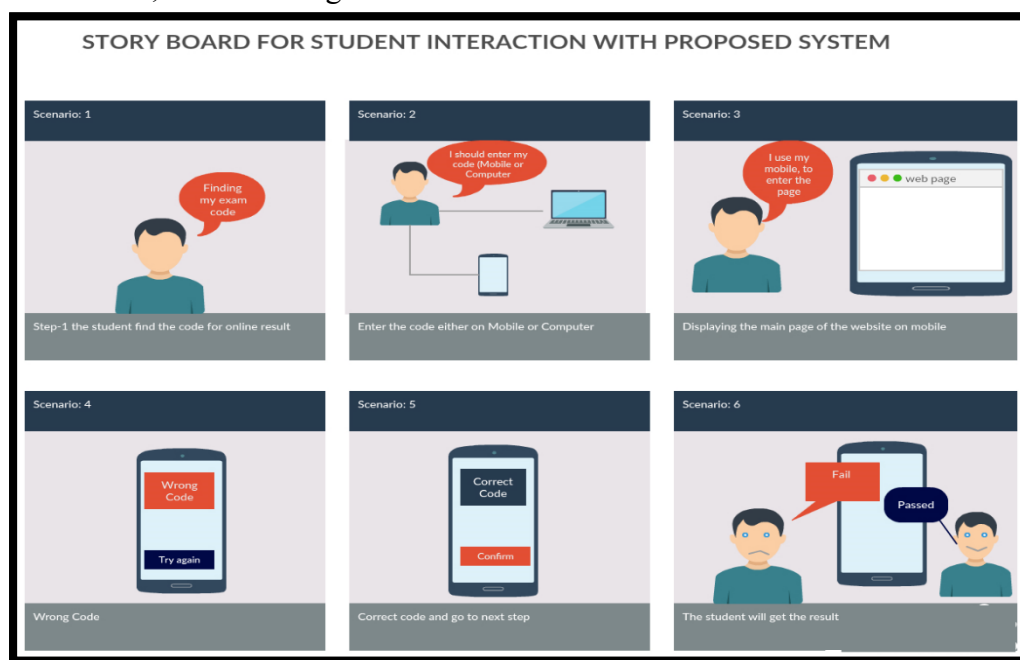 STORY BOARD FOR STUDENT INTERACTION WITH PROPOSED SYSTEM
Scenario: 1
Finding
my exam
code
Step-1 the student find the code for online result
Scenario: 2
I should enter my
code (Mobile or
Computer
Enter the code either on Mobile or Computer
Scenario: 3
I use my
mobile, to
enter the
page
web page
Displaying the main page of the website on mobile
Scenario: 4
Wrong
Code
Try again
Wrong Code
Scenario: 5
Correct
Code
Confirm
Correct code and go to next step
Scenario: 6
Fail
Passed
The student will get the result